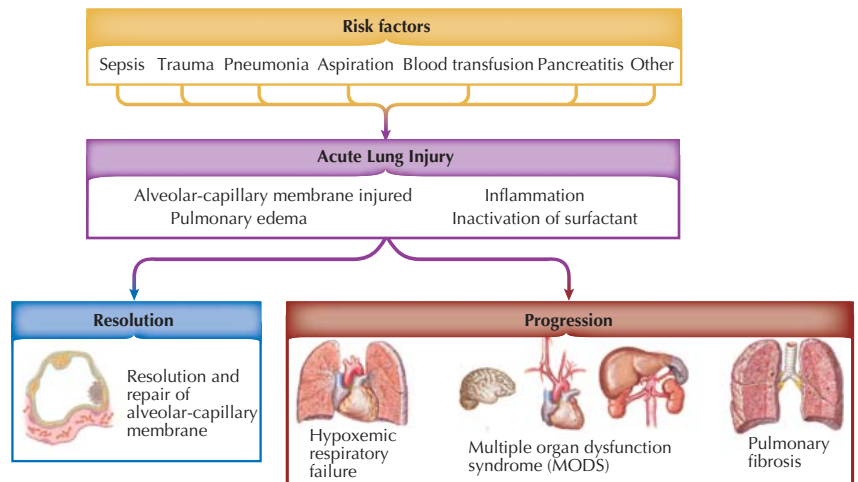 Risk factors
Sepsis Trauma Pneumonia Aspiration Blood transfusion Pancreatitis Other
Acute Lung Injury
Alveolar-capillary membrane injured
Pulmonary edema
Inflammation
Inactivation of surfactant
Resolution
Resolution and
repair of
alveolar-capillary
membrane
Progression
Hypoxemic
respiratory
failure
Multiple organ dysfunction
syndrome (MODS)
Pulmonary
fibrosis